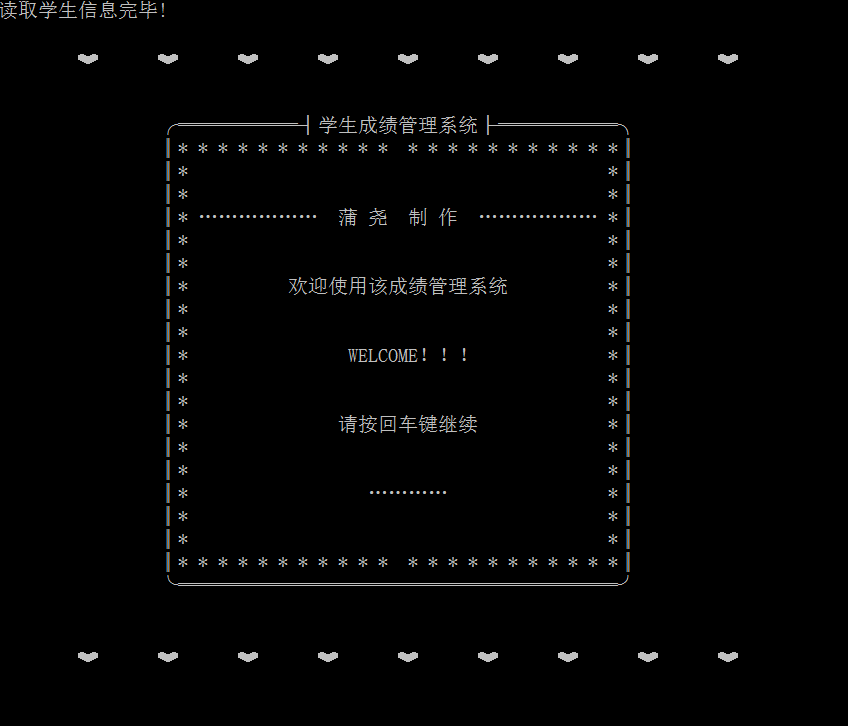 读取学生信息完毕!
学生成绩管理系统
蒲 尧 制 作
欢迎使用该成绩管理系统
WELCOME！！！
请按回车键继续
…………